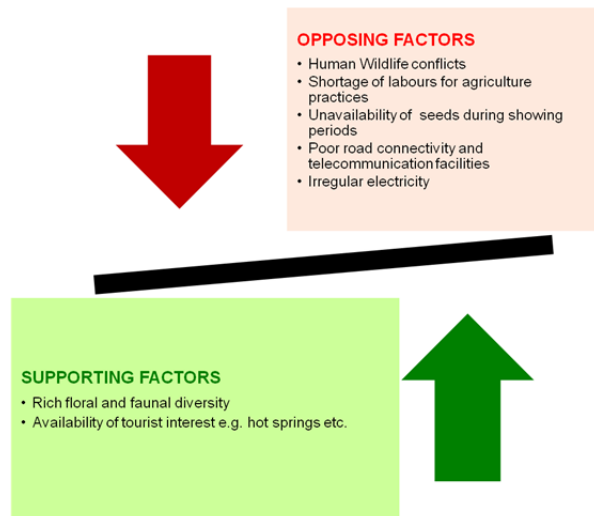 OPPOSING FACTORS
• Human Wildlife conflicts
• Shortage of labours for agriculture
practices
• Unavailability of seeds during showing
periods
• Poor road connectivity and
telecommunication facilities
• Irregular electricity
SUPPORTING FACTORS
• Rich floral and faunal diversity
• Availability of tourist interest e.g. hot springs etc.